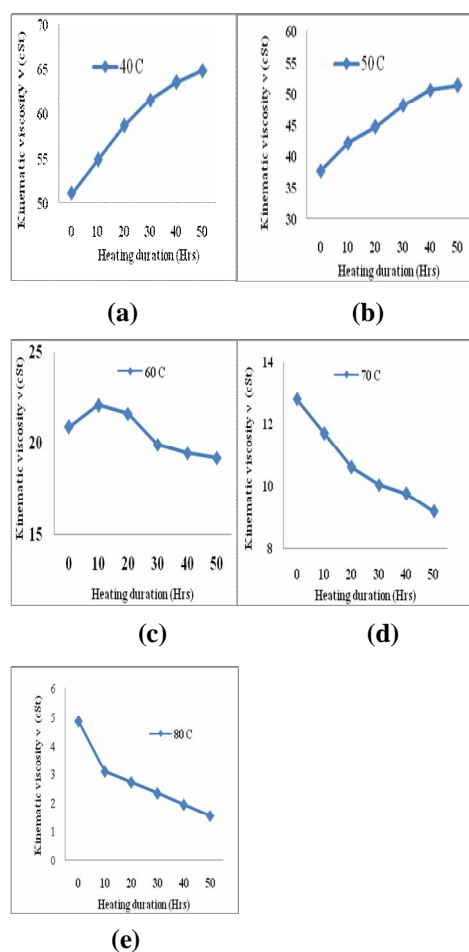 Kinematic viscosity ν (cSt)
70
65
60
55
50
40 C
0 10 20 30 40 50
Heating duration (Hrs)
(a)
Kinematic viscosity ν (cSt)
60
55
50
45
40
35
30
50 C
0 10 20 30 40 50
Heating duration (Hrs)
(b)
Kinematic viscosity ν (cSt)
25
20
15
60 C
0 10 20 30 40 50
Heating duration (Hrs)
(c)
Kinematic viscosity ν (cSt)
14
12
10
8
70 C
0 10 20 30 40 50
Heating duration (Hrs)
(d)
Kinematic viscosity ν (cSt)
6
5
4
3
2
1
0
80 C
0 10 20 30 40 50
Heating duration (Hrs)
(e)